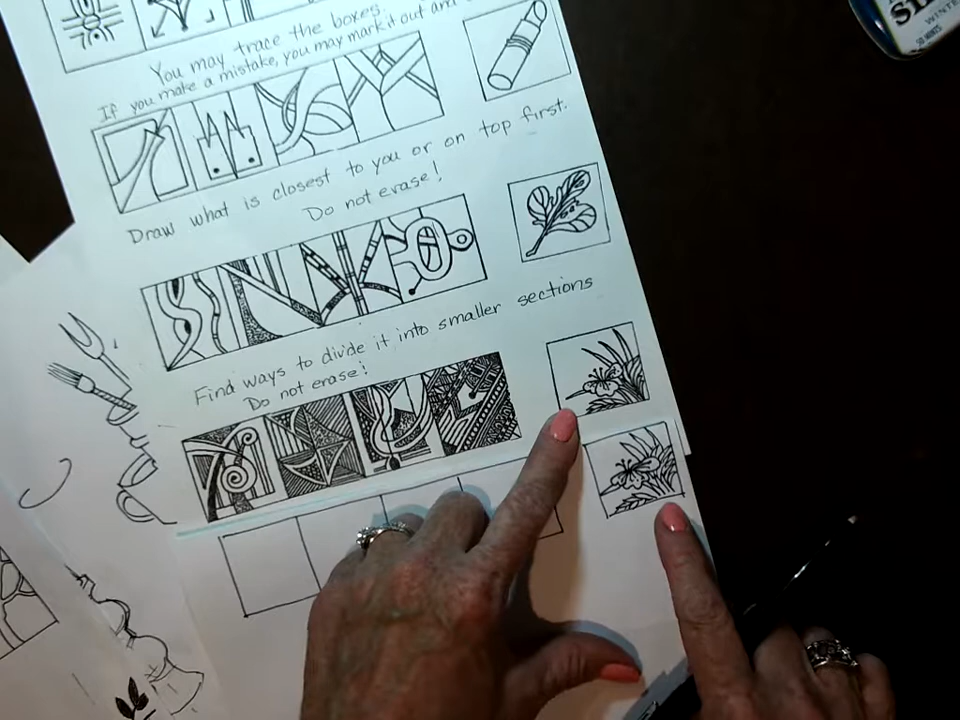 You may trace the boxes.
If you make a mistake, you may mark it out and
Draw what is closest to you or on top first.
Do not erase!
Find ways to divide it into smaller sections
Do not erase!